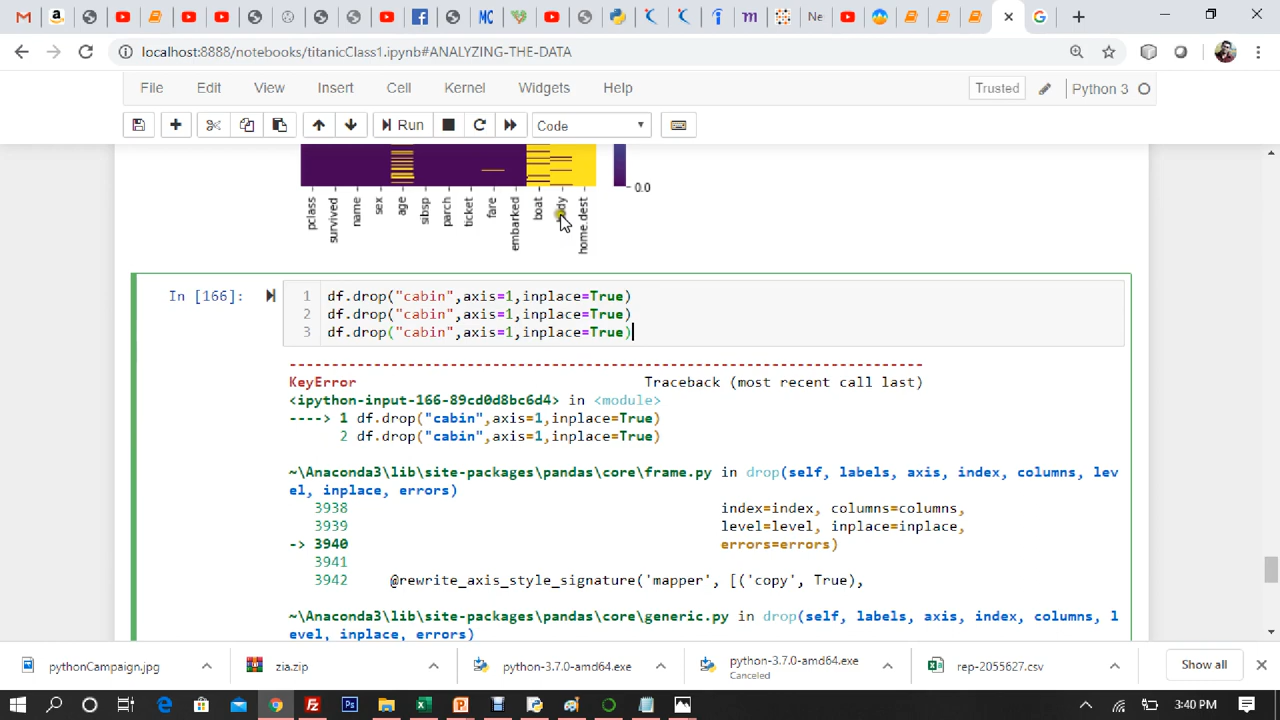 MC
Ne
localhost:8888/notebooks/titanicClass1.ipynb#ANALYZING-THE-DATA
File Edit View Insert Cell Kernel Widgets Help Trusted Python 3
Run Code
0.0
pclass
survived
name
sex
age
sibsp
parch
ticket
fare
embarked
boat
home.dest
In [166]:
1 df.drop("cabin",axis=1,inplace=True)
2 df.drop("cabin",axis=1,inplace=True)
3 df.drop("cabin",axis=1,inplace=True)
---------------------------------------------------------------------------
KeyError Traceback (most recent call last)
<ipython-input-166-89cd0d8bc6d4> in <module>
----> 1 df.drop("cabin",axis=1,inplace=True)
2 df.drop("cabin",axis=1,inplace=True)
~\Anaconda3\lib\site-packages\pandas\core\frame.py in drop(self, labels, axis, index, columns, lev
el, inplace, errors)
3938 index=index, columns=columns,
3939 level=level, inplace=inplace,
-> 3940 errors=errors)
3941
3942 @rewrite_axis_style_signature('mapper', [('copy', True),
~\Anaconda3\lib\site-packages\pandas\core\generic.py in drop(self, labels, axis, index, columns, l
evel, inplace, errors)
pythonCampaign.jpg
zia.zip
python-3.7.0-amd64.exe
python-3.7.0-amd64.exe
Canceled
rep-2055627.csv
Show all
3:40 PM